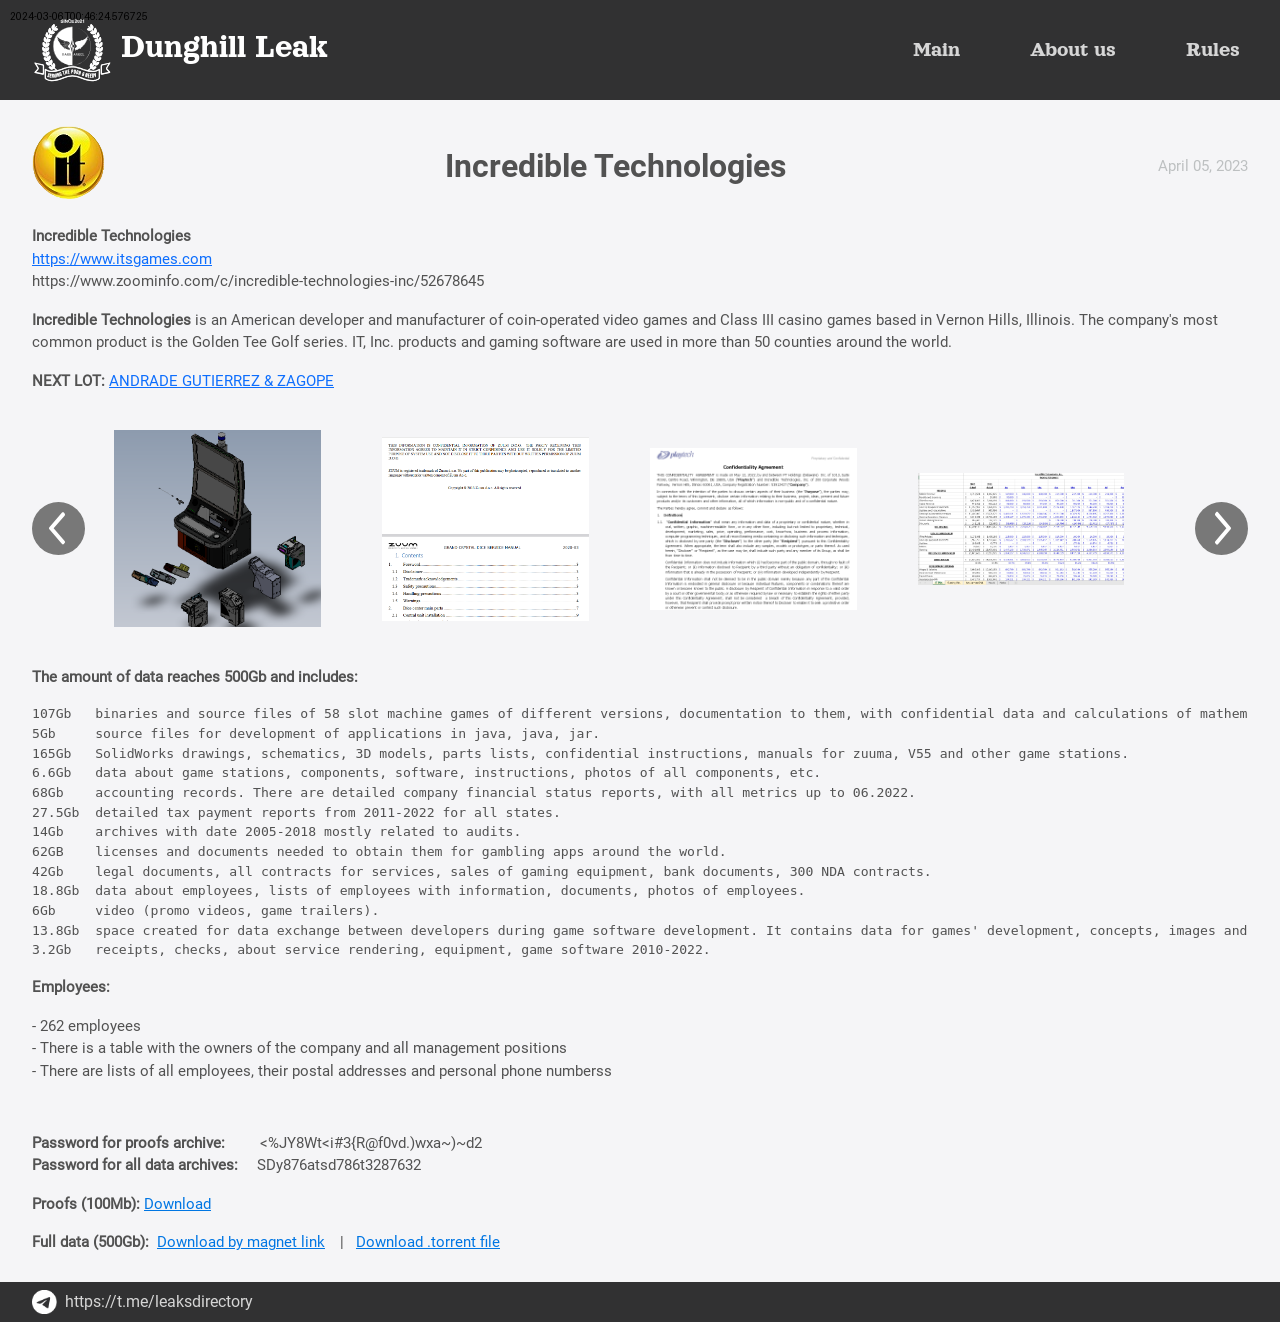 2024-03-06T00:46:24.576725
SINCE 2021
Dunghill Leak
Main
About us
Rules
it
Incredible Technologies
April 05, 2023
Incredible Technologies
https://www.itsgames.com
https://www.zoominfo.com/c/incredible-technologies-inc/52678645
Incredible Technologies is an American developer and manufacturer of coin-operated video games and Class III casino games based in Vernon Hills, Illinois. The company's most
common product is the Golden Tee Golf series. IT, Inc. products and gaming software are used in more than 50 counties around the world.
NEXT LOT: ANDRADE GUTIERREZ & ZAGOPE
playtech
Confidentiality Agreement
The amount of data reaches 500Gb and includes:
107Gb binaries and source files of 58 slot machine games of different versions, documentation to them, with confidential data and calculations of mathem
5Gb source files for development of applications in java, java, jar.
165Gb SolidWorks drawings, schematics, 3D models, parts lists, confidential instructions, manuals for zuuma, V55 and other game stations.
6.6Gb data about game stations, components, software, instructions, photos of all components, etc.
68Gb accounting records. There are detailed company financial status reports, with all metrics up to 06.2022.
27.5Gb detailed tax payment reports from 2011-2022 for all states.
14Gb archives with date 2005-2018 mostly related to audits.
62GB licenses and documents needed to obtain them for gambling apps around the world.
42Gb legal documents, all contracts for services, sales of gaming equipment, bank documents, 300 NDA contracts.
18.8Gb data about employees, lists of employees with information, documents, photos of employees.
6Gb video (promo videos, game trailers).
13.8Gb space created for data exchange between developers during game software development. It contains data for games' development, concepts, images and
3.2Gb receipts, checks, about service rendering, equipment, game software 2010-2022.
Employees:
- 262 employees
- There is a table with the owners of the company and all management positions
- There are lists of all employees, their postal addresses and personal phone numberss
Password for proofs archive: <%JY8Wt<i#3{R@f0vd.)wxa~)~d2
Password for all data archives: SDy876atsd786t3287632
Proofs (100Mb): Download
Full data (500Gb): Download by magnet link | Download .torrent file
https://t.me/leaksdirectory